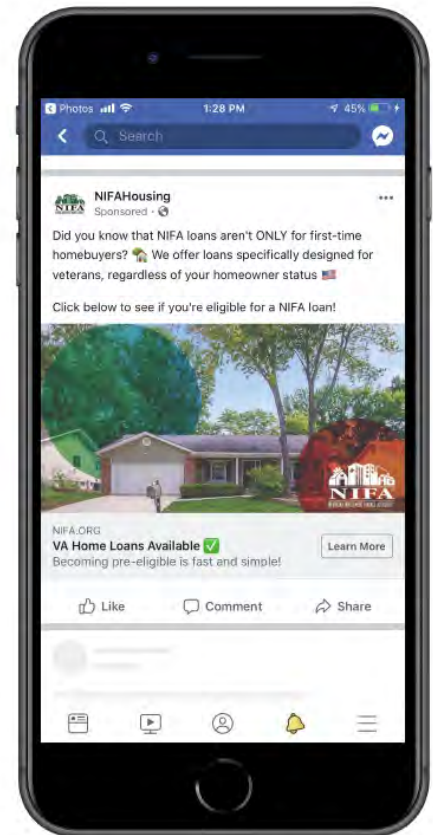 Photos
1:28 PM
45%
Search
NIFA
NIFAHousing
Sponsored ·
Did you know that NIFA loans aren't ONLY for first-time
homebuyers? 🏡 We offer loans specifically designed for
veterans, regardless of your homeowner status 🇺🇸
Click below to see if you're eligible for a NIFA loan!
NIFA
NIFA.ORG
VA Home Loans Available ✅
Learn More
Becoming pre-eligible is fast and simple!
Like
Comment
Share